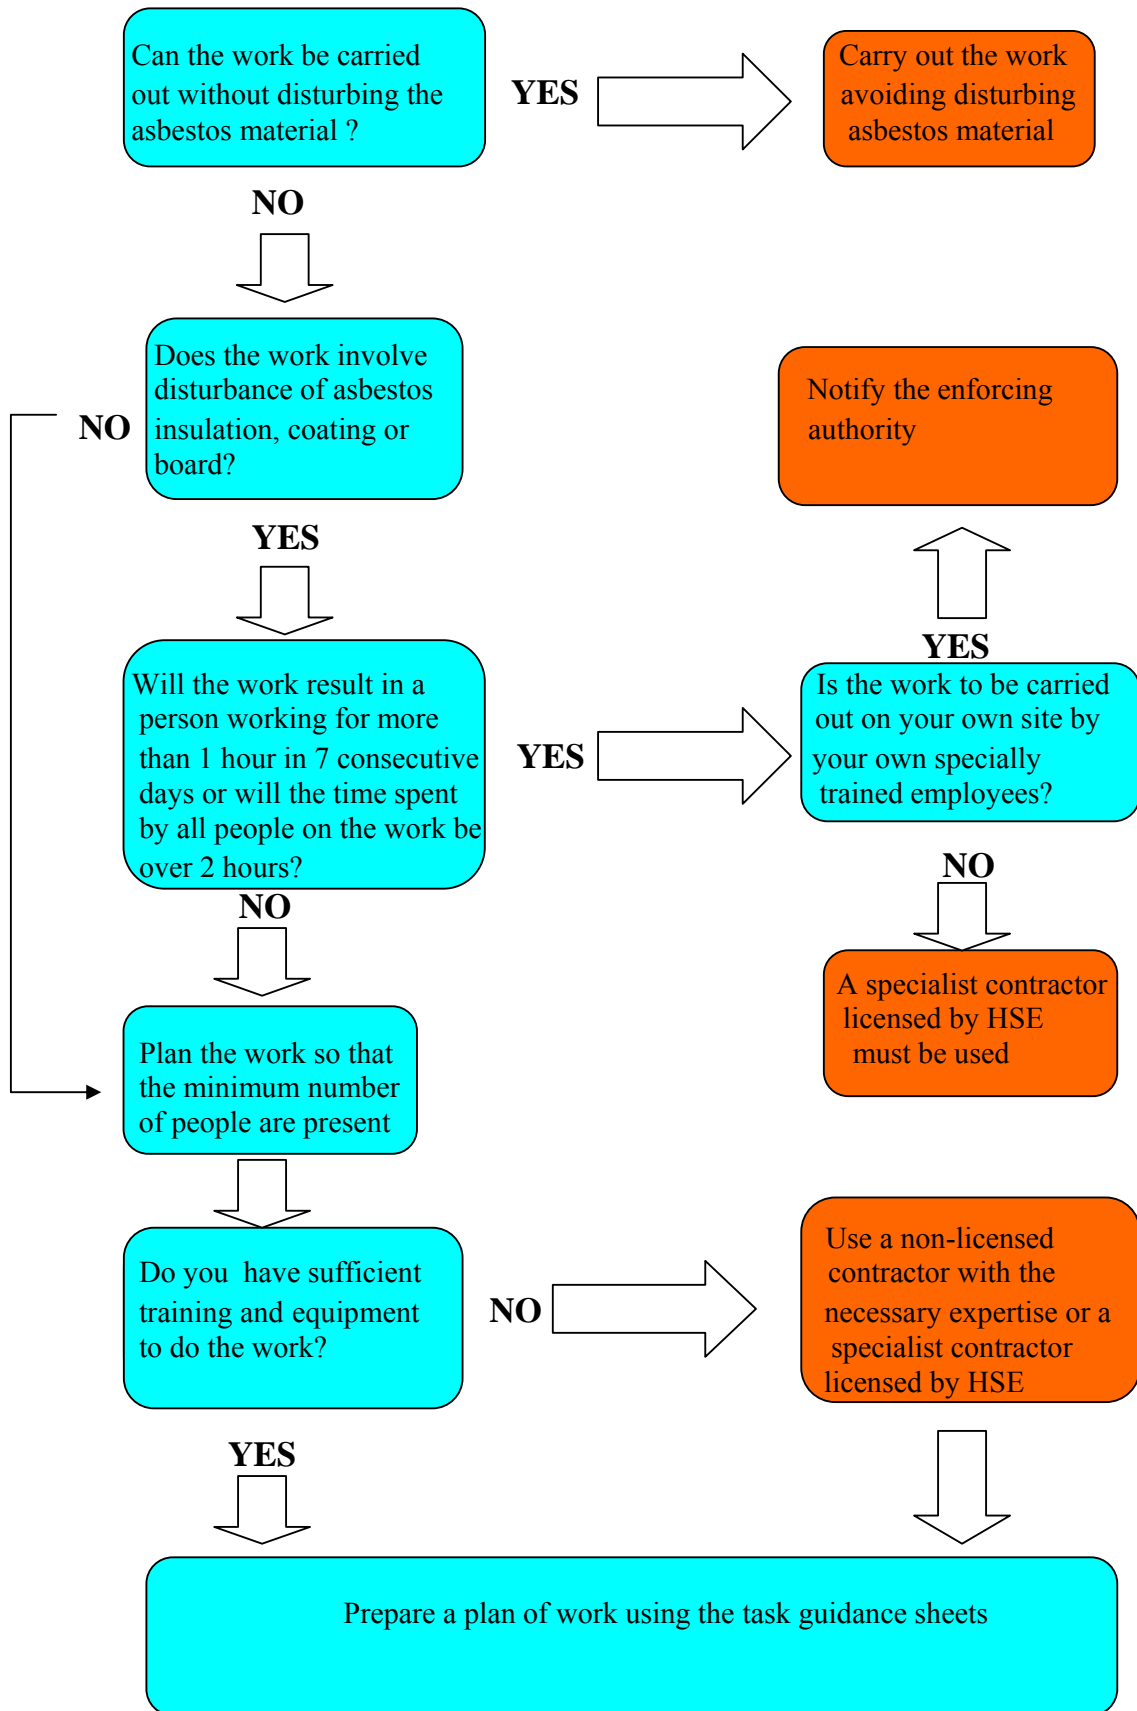 Can the work be carried
out without disturbing the
asbestos material ?
YES
Carry out the work
avoiding disturbing
asbestos material
NO
Does the work involve
disturbance of asbestos
insulation, coating or
board?
NO
Notify the enforcing
authority
YES
YES
Will the work result in a
person working for more
than 1 hour in 7 consecutive
days or will the time spent
by all people on the work be
over 2 hours?
YES
Is the work to be carried
out on your own site by
your own specially
trained employees?
NO
NO
A specialist contractor
licensed by HSE
must be used
Plan the work so that
the minimum number
of people are present
Do you  have sufficient
training and equipment
to do the work?
NO
Use a non-licensed
contractor with the
necessary expertise or a
specialist contractor
licensed by HSE
YES
Prepare a plan of work using the task guidance sheets